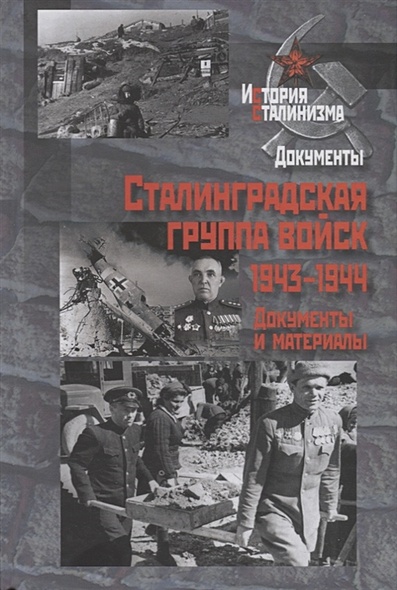 История
Сталинизма
Документы
Сталинградская
группа войск
1943–1944
Документы
и материалы